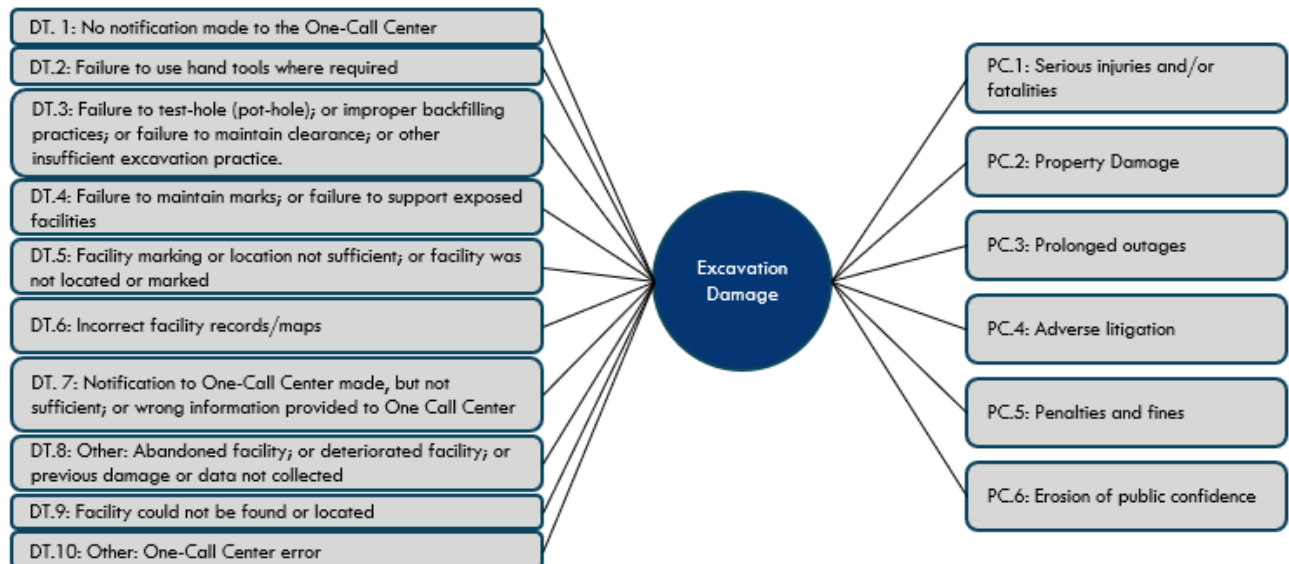 DT. 1: No notification made to the One-Call Center
DT.2: Failure to use hand tools where required
DT.3: Failure to test-hole (pot-hole); or improper backfilling
practices; or failure to maintain clearance; or other
insufficient excavation practice.
DT.4: Failure to maintain marks; or failure to support exposed
facilities
DT.5: Facility marking or location not sufficient; or facility was
not located or marked
DT.6: Incorrect facility records/maps
DT. 7: Notification to One-Call Center made, but not
sufficient; or wrong information provided to One Call Center
DT.8: Other: Abandoned facility; or deteriorated facility; or
previous damage or data not collected
DT.9: Facility could not be found or located
DT.10: Other: One-Call Center error
Excavation
Damage
PC.1: Serious injuries and/or
fatalities
PC.2: Property Damage
PC.3: Prolonged outages
PC.4: Adverse litigation
PC.5: Penalties and fines
PC.6: Erosion of public confidence